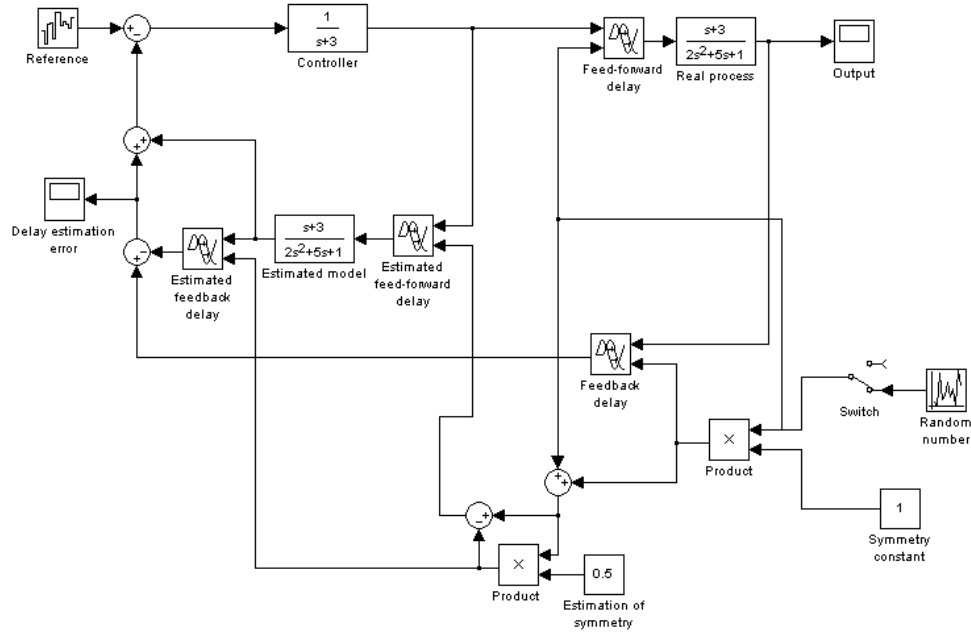 Reference
+
−
1
s+3
Controller
Feed-forward
delay
s+3
2s²+5s+1
Real process
Output
+
+
Delay estimation
error
−
+
Estimated
feedback
delay
s+3
2s²+5s+1
Estimated model
Estimated
feed-forward
delay
Feedback
delay
Switch
Random
number
×
Product
+
+
1
Symmetry
constant
+
−
×
Product
0.5
Estimation of
symmetry